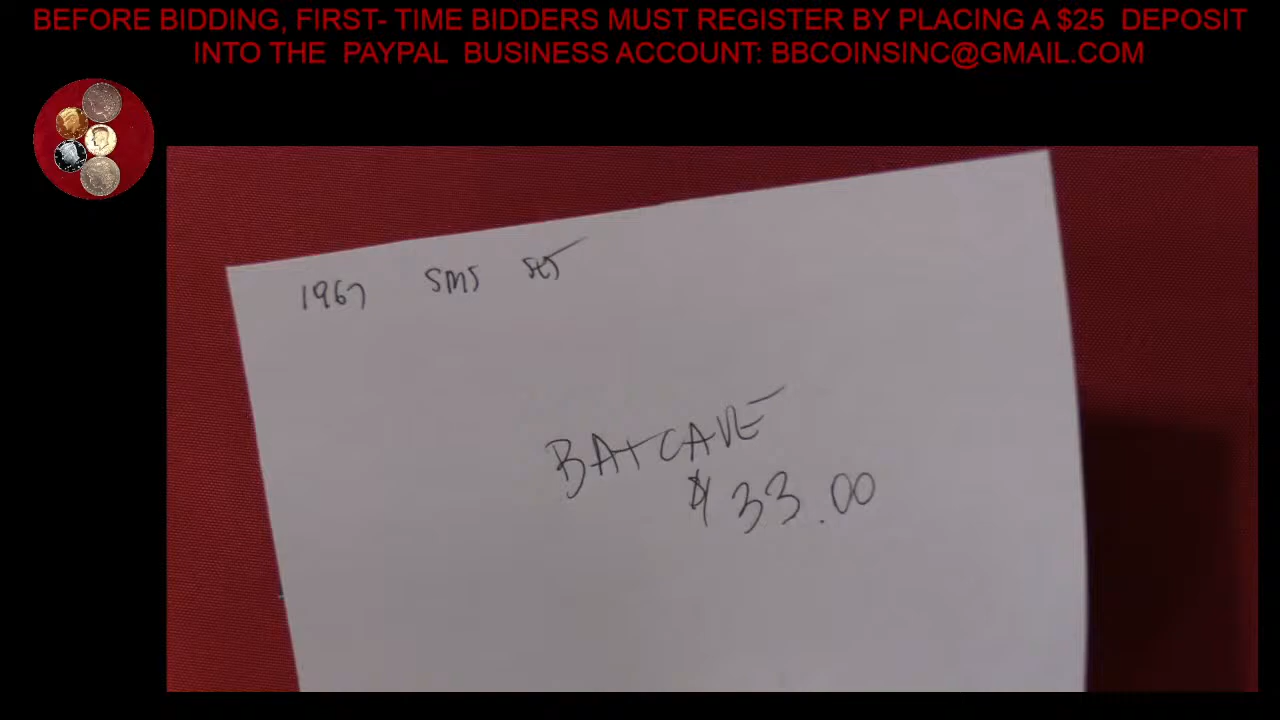 BEFORE BIDDING, FIRST- TIME BIDDERS MUST REGISTER BY PLACING A $25 DEPOSIT
INTO THE PAYPAL BUSINESS ACCOUNT: BBCOINSINC@GMAIL.COM
1967 SMS SET
BATCAVE
$33.00